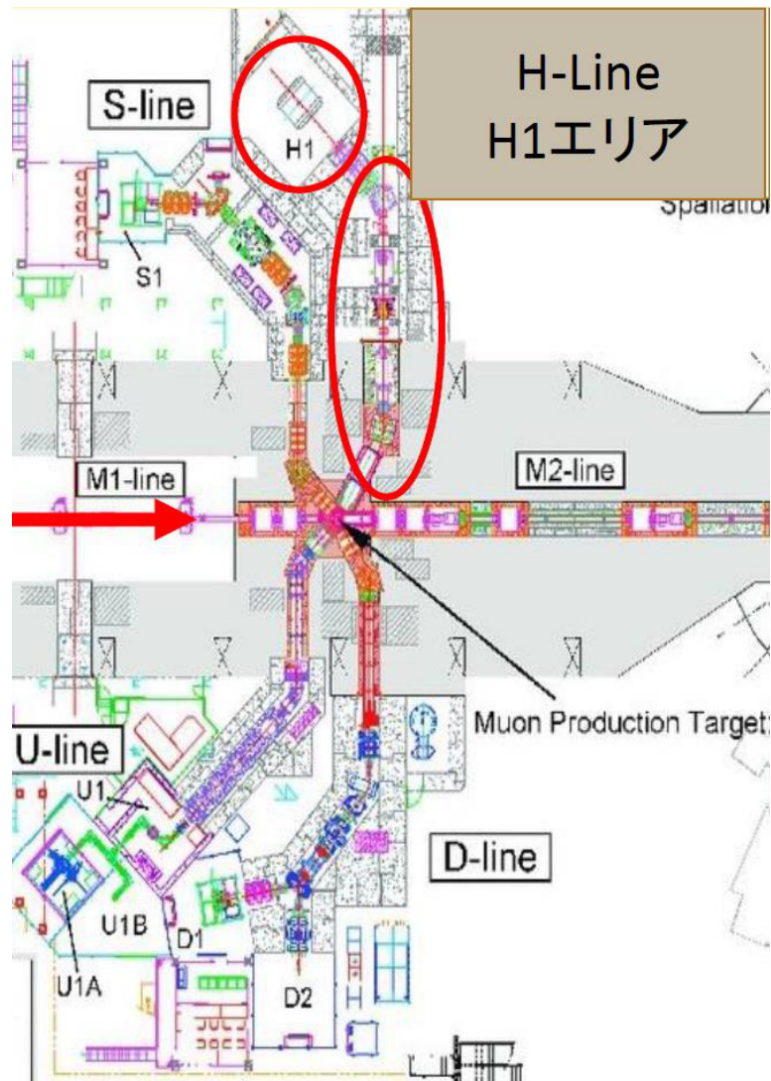 H-Line
H1エリア
S-line
H1
Spallation
S1
M1-line
M2-line
Muon Production Target
U-line
U1
D-line
U1B
D1
U1A
D2